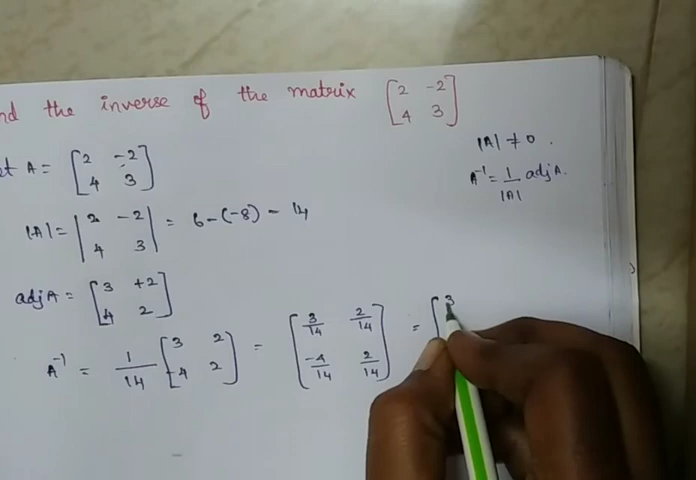 nd the inverse of the matrix [2 -2; 4 3]
|A| ≠ 0.
A⁻¹ = 1/|A| adj A.
et A = [2 -2; 4 3]
|A| = |2 -2; 4 3| = 6-(-8) - 14
adj A = [3 +2; -4 2]
A⁻¹ = 1/14 [3 2; -4 2] = [3/14 2/14; -4/14 2/14] = [3